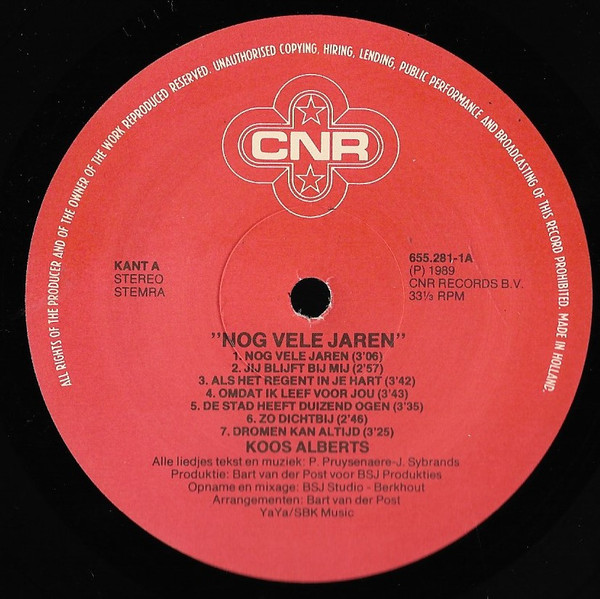 ALL RIGHTS OF THE PRODUCER AND OF THE OWNER OF THE WORK REPRODUCED RESERVED. UNAUTHORISED COPYING, HIRING, LENDING, PUBLIC PERFORMANCE AND BROADCASTING OF THIS RECORD PROHIBITED. MADE IN HOLLAND.
CNR
KANT A
STEREO
STEMRA
655.281-1A
(P) 1989
CNR RECORDS B.V.
33⅓ RPM
"NOG VELE JAREN"
1. NOG VELE JAREN (3'06)
2. JIJ BLIJFT BIJ MIJ (2'57)
3. ALS HET REGENT IN JE HART (3'42)
4. OMDAT IK LEEF VOOR JOU (3'43)
5. DE STAD HEEFT DUIZEND OGEN (3'35)
6. ZO DICHTBIJ (2'46)
7. DROMEN KAN ALTIJD (3'25)
KOOS ALBERTS
Alle liedjes tekst en muziek: P. Pruysenaere-J. Sybrands
Produktie: Bart van der Post voor BSJ Produkties
Opname en mixage: BSJ Studio - Berkhout
Arrangementen: Bart van der Post
YaYa/SBK Music